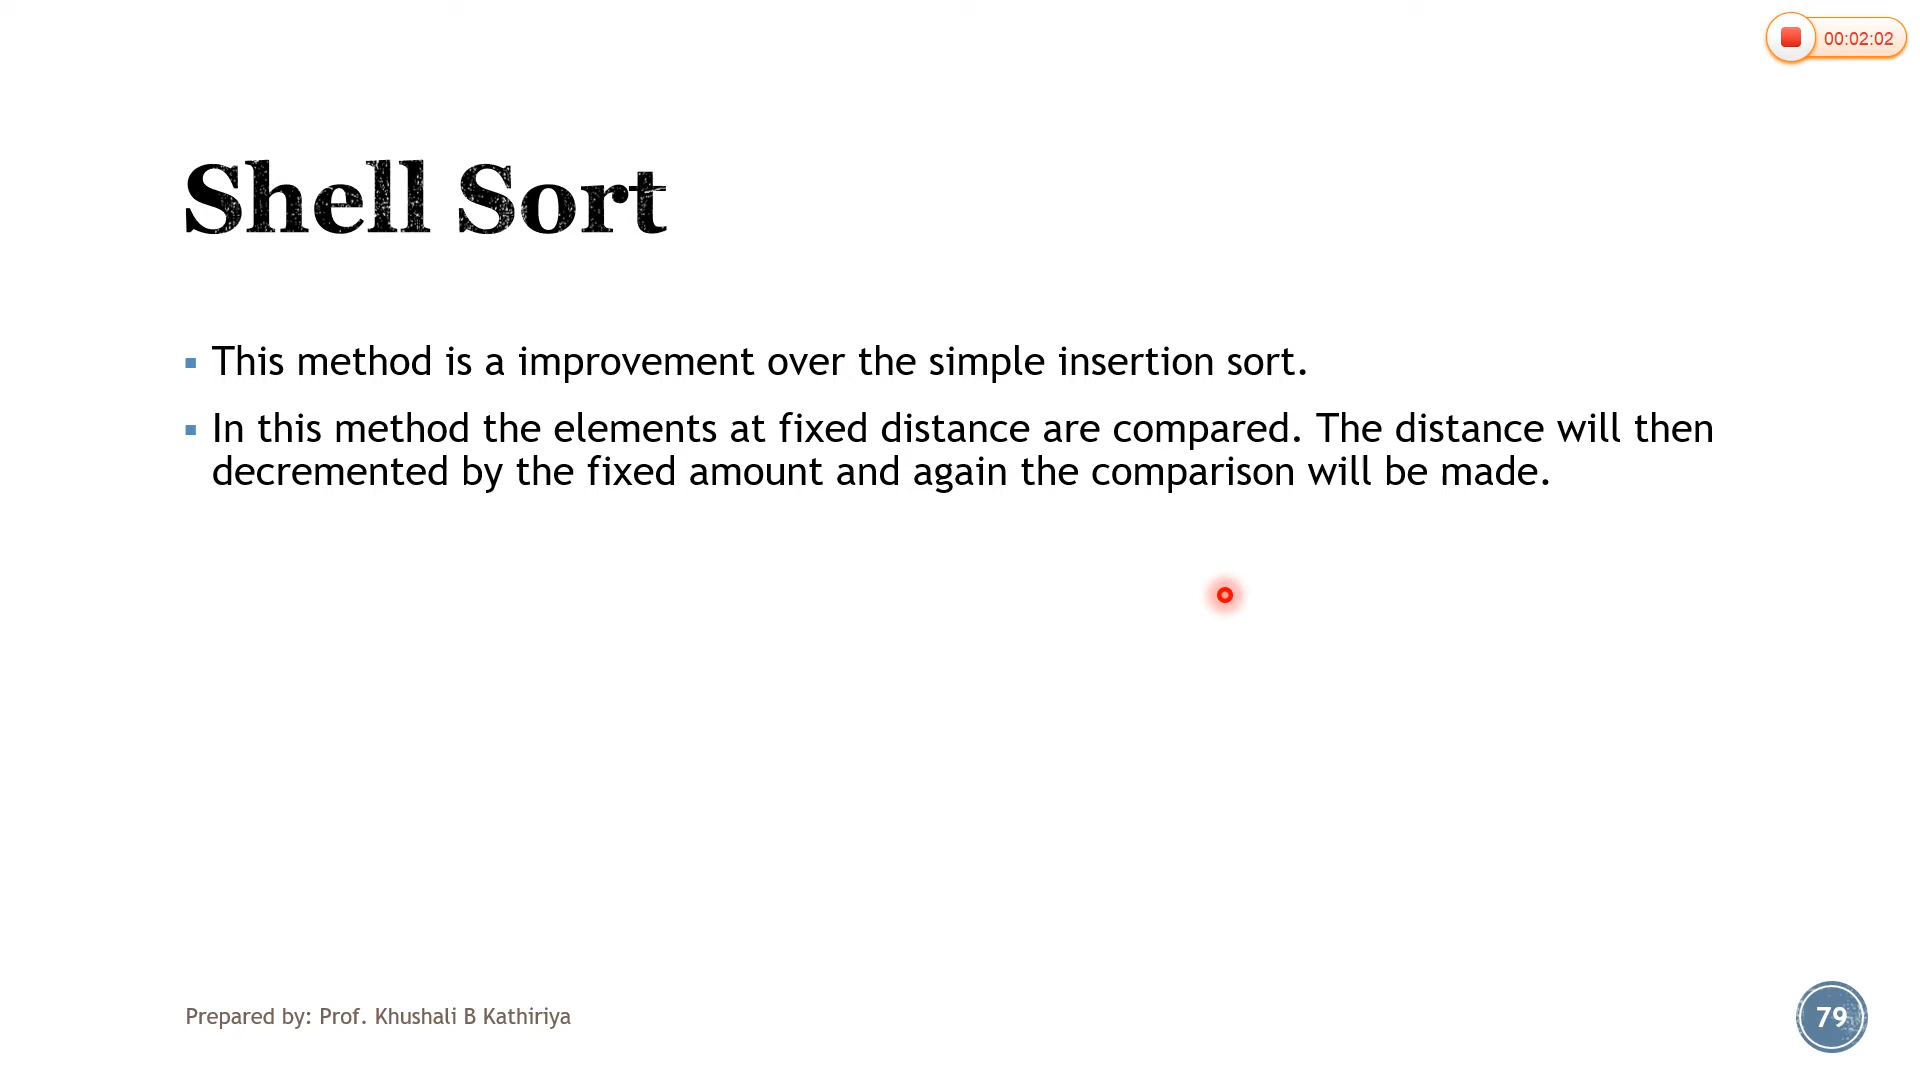 00:02:02
Shell Sort
▪ This method is a improvement over the simple insertion sort.
▪ In this method the elements at fixed distance are compared. The distance will then
decremented by the fixed amount and again the comparison will be made.
Prepared by: Prof. Khushali B Kathiriya
79